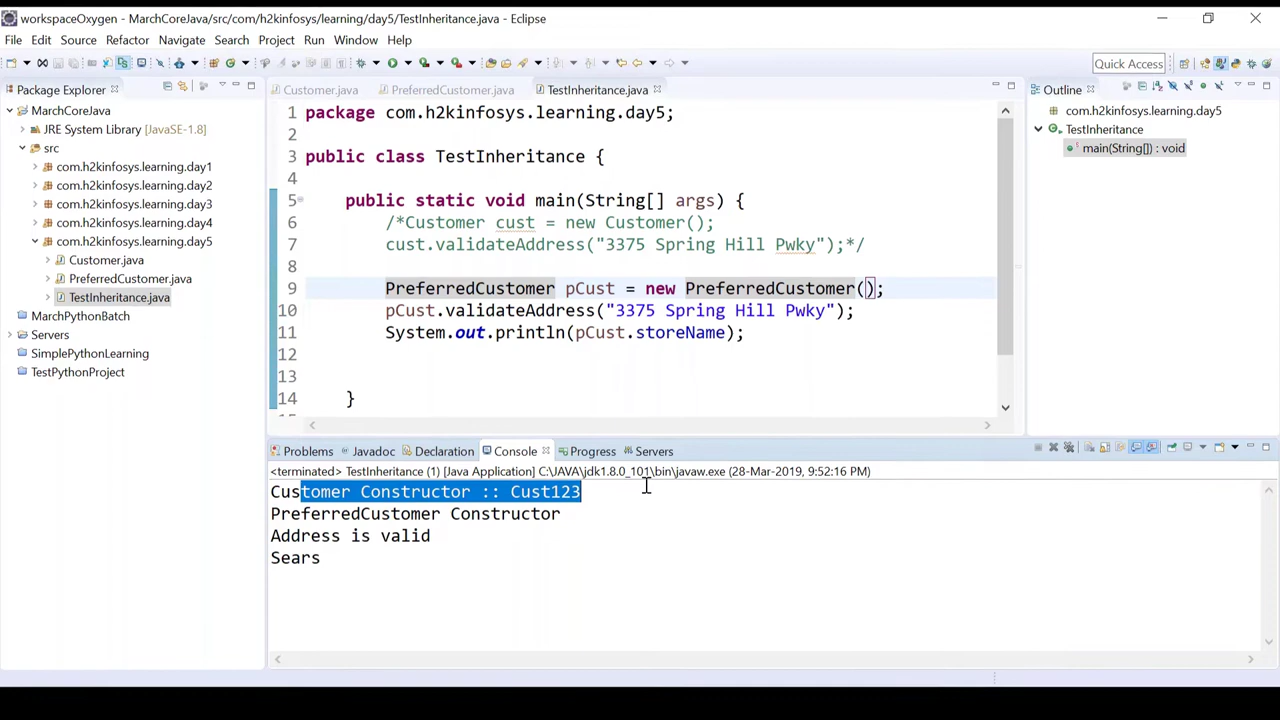 workspaceOxygen - MarchCoreJava/src/com/h2kinfosys/learning/day5/TestInheritance.java - Eclipse
File Edit Source Refactor Navigate Search Project Run Window Help
Quick Access
Package Explorer
MarchCoreJava
JRE System Library [JavaSE-1.8]
src
com.h2kinfosys.learning.day1
com.h2kinfosys.learning.day2
com.h2kinfosys.learning.day3
com.h2kinfosys.learning.day4
com.h2kinfosys.learning.day5
Customer.java
PreferredCustomer.java
TestInheritance.java
MarchPythonBatch
Servers
SimplePythonLearning
TestPythonProject
Customer.java PreferredCustomer.java TestInheritance.java
1 package com.h2kinfosys.learning.day5;
2
3 public class TestInheritance {
4
5 public static void main(String[] args) {
6 /*Customer cust = new Customer();
7 cust.validateAddress("3375 Spring Hill Pwky");*/
8
9 PreferredCustomer pCust = new PreferredCustomer();
10 pCust.validateAddress("3375 Spring Hill Pwky");
11 System.out.println(pCust.storeName);
12
13
14 }
Outline
com.h2kinfosys.learning.day5
TestInheritance
main(String[]) : void
Problems Javadoc Declaration Console Progress Servers
<terminated> TestInheritance (1) [Java Application] C:\JAVA\jdk1.8.0_101\bin\javaw.exe (28-Mar-2019, 9:52:16 PM)
Customer Constructor :: Cust123
PreferredCustomer Constructor
Address is valid
Sears